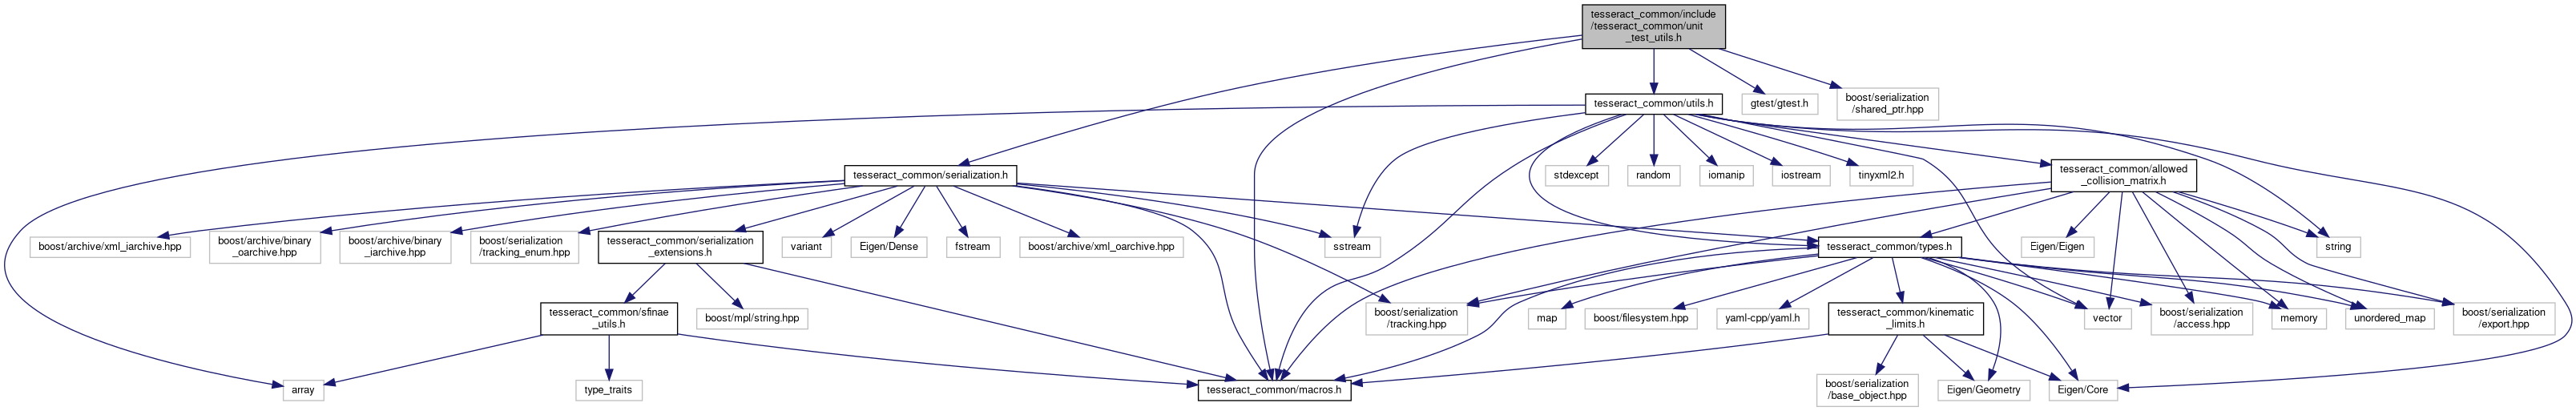 tesseract_common/include
/tesseract_common/unit
_test_utils.h
tesseract_common/utils.h
gtest/gtest.h
boost/serialization
/shared_ptr.hpp
tesseract_common/serialization.h
stdexcept
random
iomanip
iostream
tinyxml2.h
tesseract_common/allowed
_collision_matrix.h
boost/archive/xml_iarchive.hpp
boost/archive/binary
_oarchive.hpp
boost/archive/binary
_iarchive.hpp
boost/serialization
/tracking_enum.hpp
tesseract_common/serialization
_extensions.h
variant
Eigen/Dense
fstream
boost/archive/xml_oarchive.hpp
sstream
tesseract_common/types.h
Eigen/Eigen
string
tesseract_common/sfinae
_utils.h
boost/mpl/string.hpp
boost/serialization
/tracking.hpp
map
boost/filesystem.hpp
yaml-cpp/yaml.h
tesseract_common/kinematic
_limits.h
vector
boost/serialization
/access.hpp
memory
unordered_map
boost/serialization
/export.hpp
array
type_traits
tesseract_common/macros.h
boost/serialization
/base_object.hpp
Eigen/Geometry
Eigen/Core